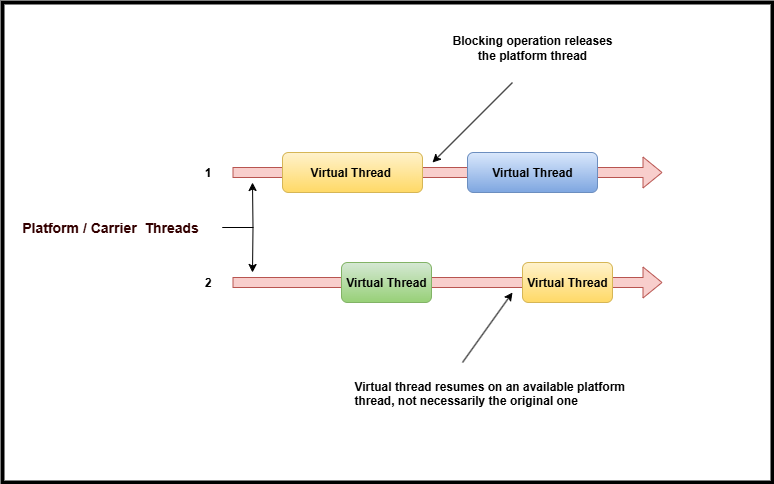 Blocking operation releases
the platform thread
1
Virtual Thread
Virtual Thread
Platform / Carrier Threads
2
Virtual Thread
Virtual Thread
Virtual thread resumes on an available platform
thread, not necessarily the original one